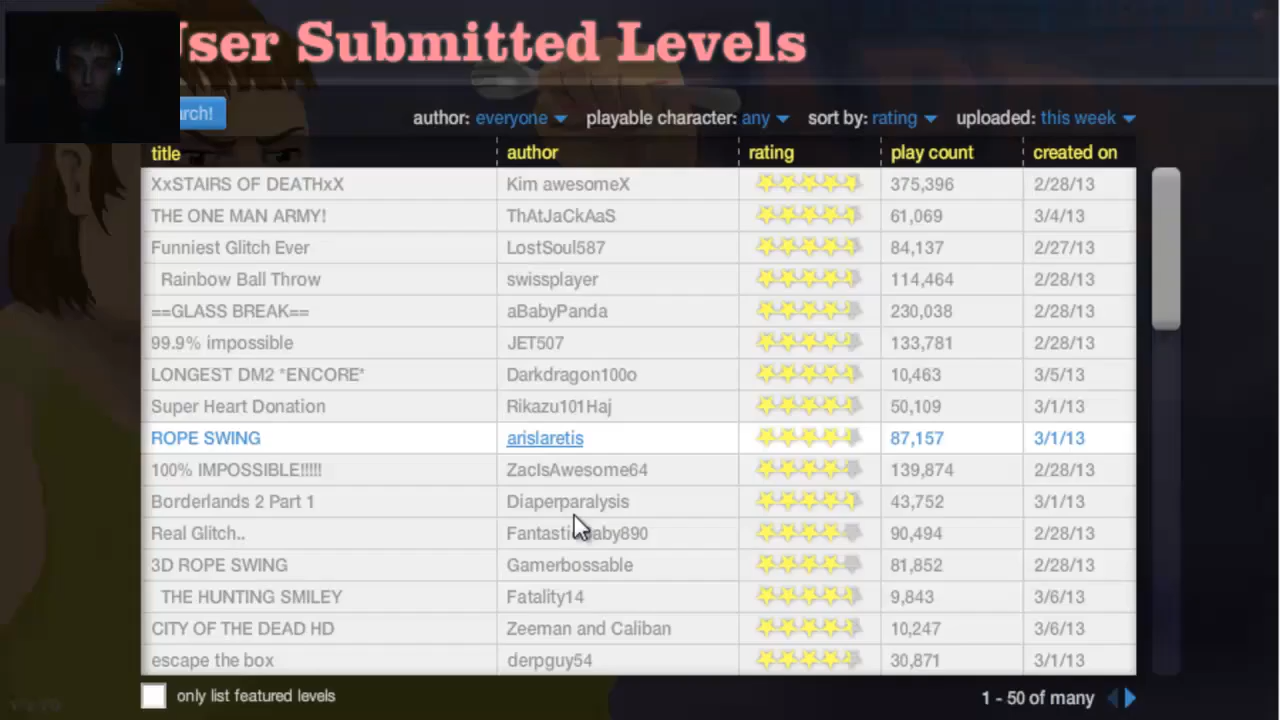 User Submitted Levels
arch!
author: everyone playable character: any sort by: rating uploaded: this week
title author rating play count created on
XxSTAIRS OF DEATHxX Kim awesomeX 375,396 2/28/13
THE ONE MAN ARMY! ThAtJaCkAaS 61,069 3/4/13
Funniest Glitch Ever LostSoul587 84,137 2/27/13
Rainbow Ball Throw swissplayer 114,464 2/28/13
==GLASS BREAK== aBabyPanda 230,038 2/28/13
99.9% impossible JET507 133,781 2/28/13
LONGEST DM2 *ENCORE* Darkdragon100o 10,463 3/5/13
Super Heart Donation Rikazu101Haj 50,109 3/1/13
ROPE SWING arislaretis 87,157 3/1/13
100% IMPOSSIBLE!!!!! ZacIsAwesome64 139,874 2/28/13
Borderlands 2 Part 1 Diaperparalysis 43,752 3/1/13
Real Glitch.. 90,494 2/28/13
3D ROPE SWING Gamerbossable 81,852 2/28/13
THE HUNTING SMILEY Fatality14 9,843 3/6/13
CITY OF THE DEAD HD Zeeman and Caliban 10,247 3/6/13
escape the box derpguy54 30,871 3/1/13
only list featured levels 1 - 50 of many